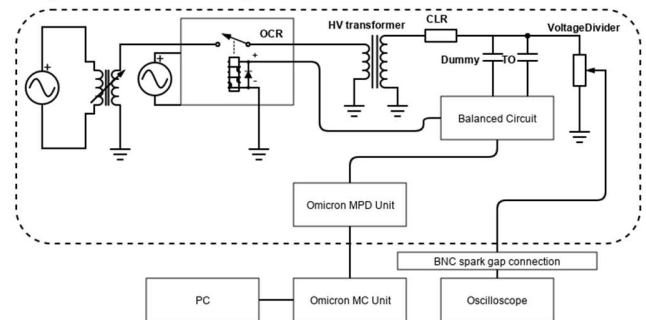 OCR
HV transformer
CLR
VoltageDivider
Dummy
TO
+
+
+
-
Balanced Circuit
Omicron MPD Unit
BNC spark gap connection
PC
Omicron MC Unit
Oscilloscope